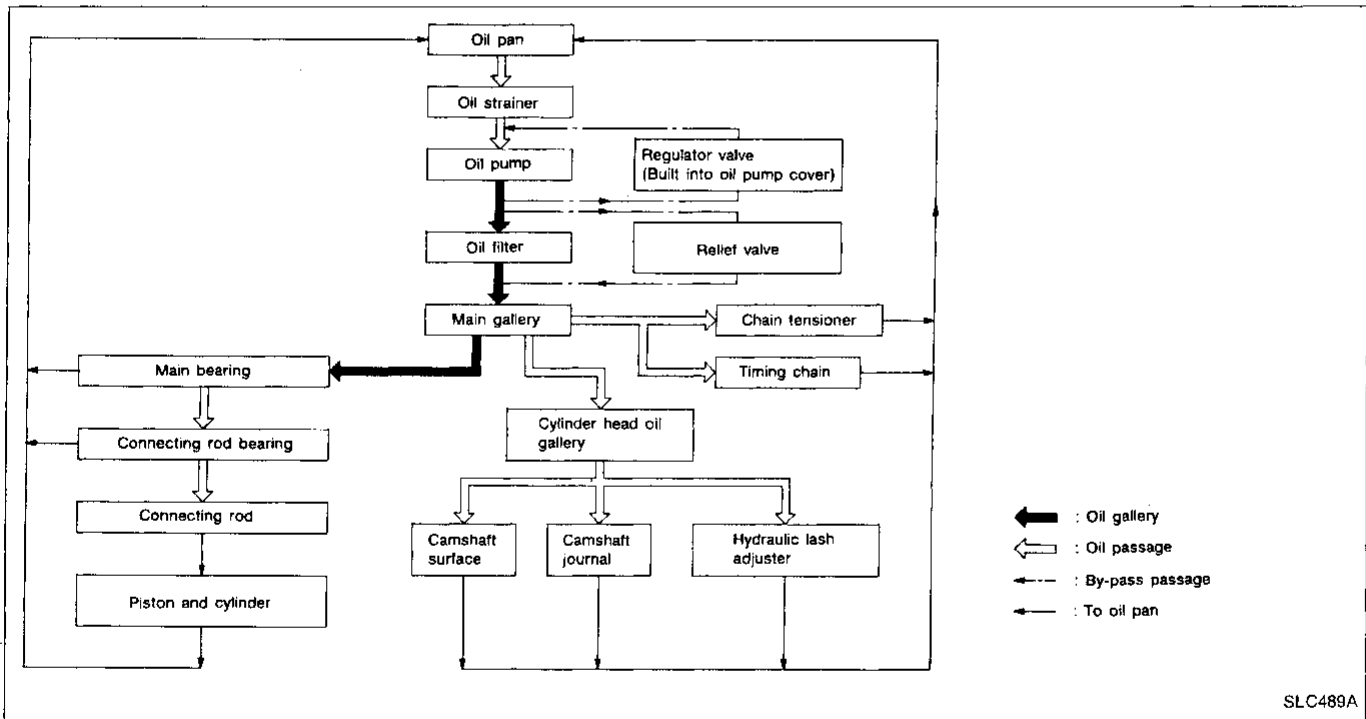 Oil pan
Oil strainer
Oil pump
Regulator valve
(Built into oil pump cover)
Oil filter
Relief valve
Main gallery
Chain tensioner
Main bearing
Timing chain
Cylinder head oil
gallery
Connecting rod bearing
Connecting rod
Camshaft
surface
Camshaft
journal
Hydraulic lash
adjuster
Piston and cylinder
: Oil gallery
: Oil passage
: By-pass passage
: To oil pan
SLC489A